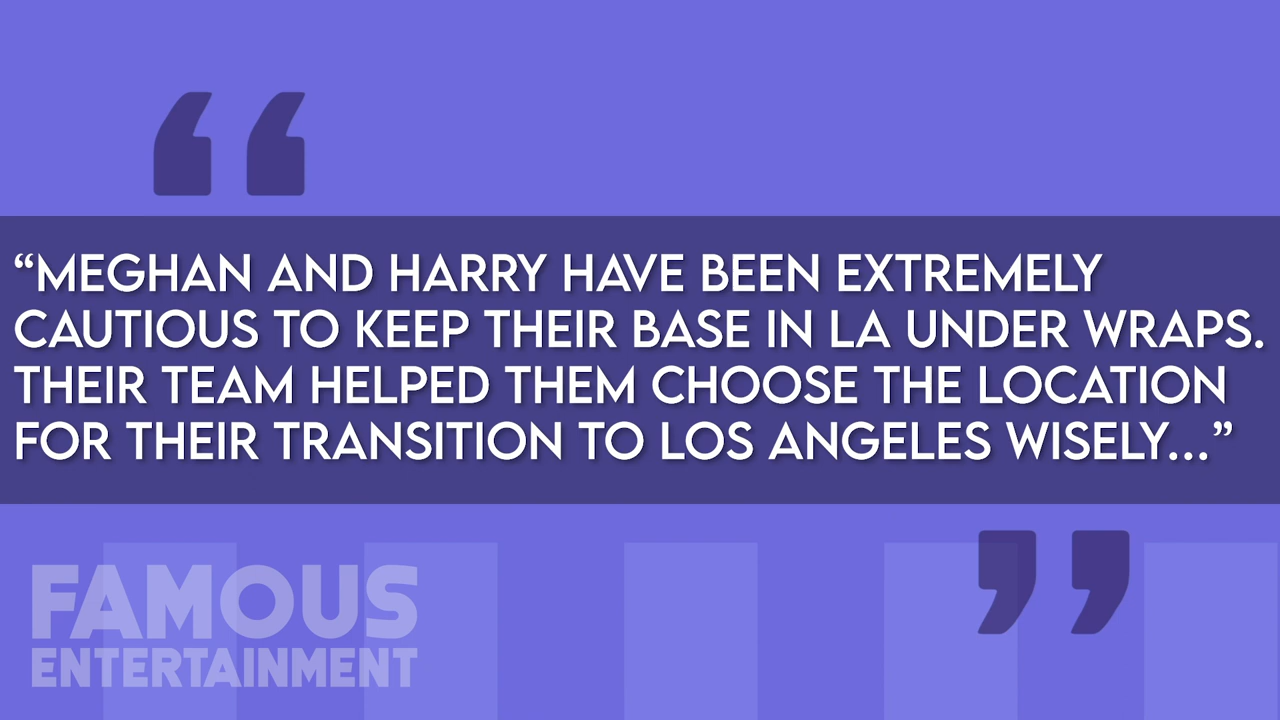 “MEGHAN AND HARRY HAVE BEEN EXTREMELY
CAUTIOUS TO KEEP THEIR BASE IN LA UNDER WRAPS.
THEIR TEAM HELPED THEM CHOOSE THE LOCATION
FOR THEIR TRANSITION TO LOS ANGELES WISELY...”
FAMOUS
ENTERTAINMENT